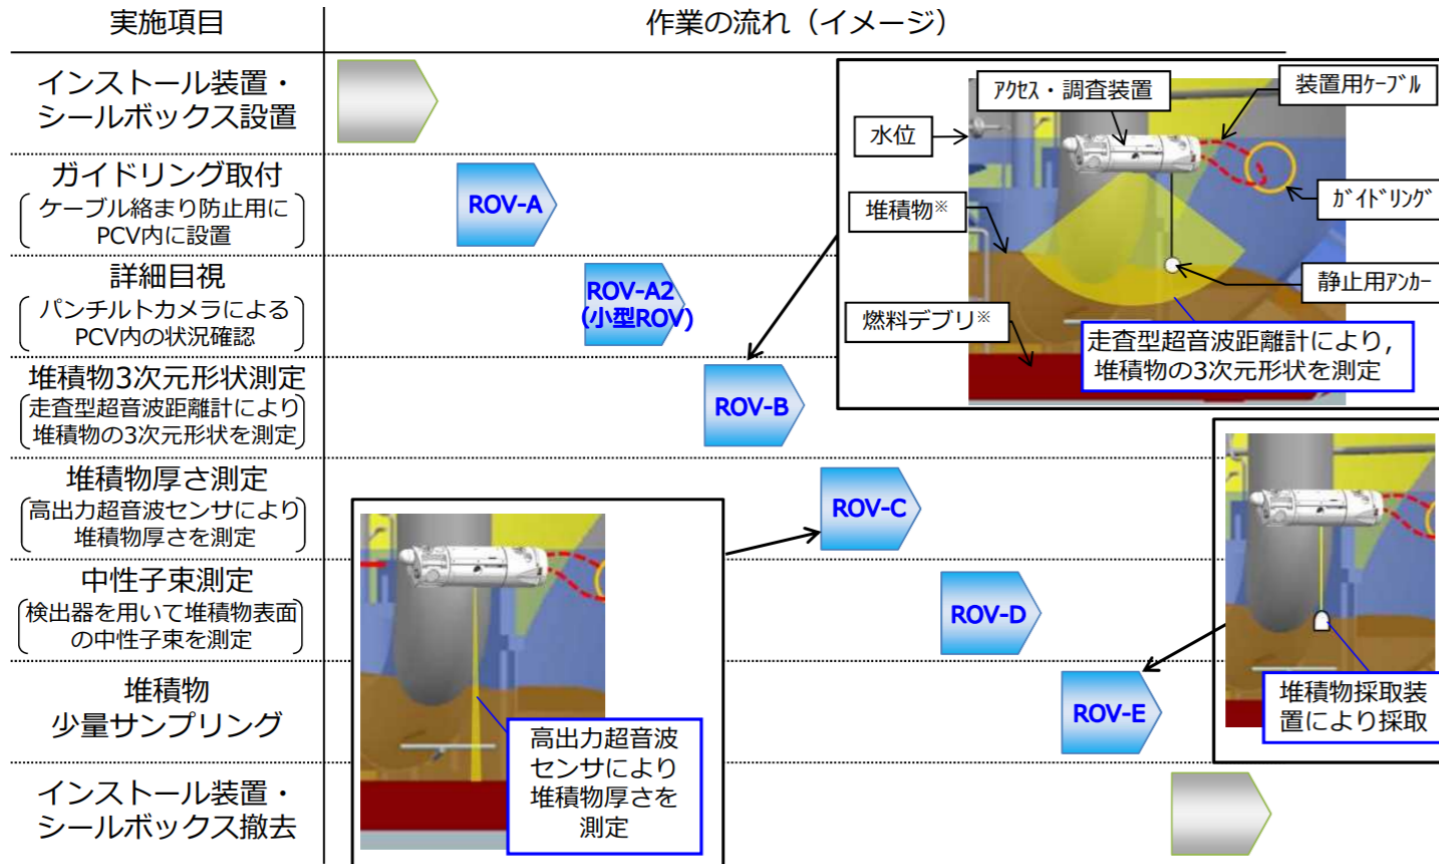 実施項目
作業の流れ（イメージ）
インストール装置・
シールボックス設置
ガイドリング取付
ケーブル絡まり防止用に
PCV内に設置
ROV-A
詳細目視
パンチルトカメラによる
PCV内の状況確認
ROV-A2
(小型ROV)
堆積物3次元形状測定
走査型超音波距離計により
堆積物の3次元形状を測定
ROV-B
堆積物厚さ測定
高出力超音波センサにより
堆積物厚さを測定
ROV-C
中性子束測定
検出器を用いて堆積物表面
の中性子束を測定
ROV-D
堆積物
少量サンプリング
ROV-E
インストール装置・
シールボックス撤去
ｱｸｾｽ・調査装置
装置用ｹｰﾌﾞﾙ
水位
堆積物※
ｶﾞｲﾄﾞﾘﾝｸﾞ
静止用ｱﾝｶｰ
燃料デブリ※
走査型超音波距離計により,
堆積物の3次元形状を測定
高出力超音波
センサにより
堆積物厚さを
測定
堆積物採取装
置により採取